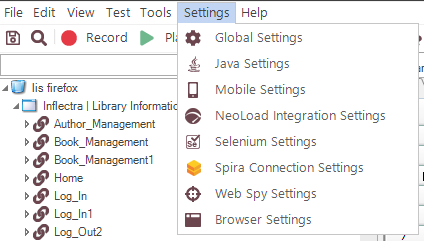 File Edit View Test Tools Settings Help
Record
Global Settings
Java Settings
Mobile Settings
NeoLoad Integration Settings
Selenium Settings
Spira Connection Settings
Web Spy Settings
Browser Settings
lis firefox
Inflectra | Library Informatio
Author_Management
Book_Management
Book_Management1
Home
Log_In
Log_In1
Log_Out2
7